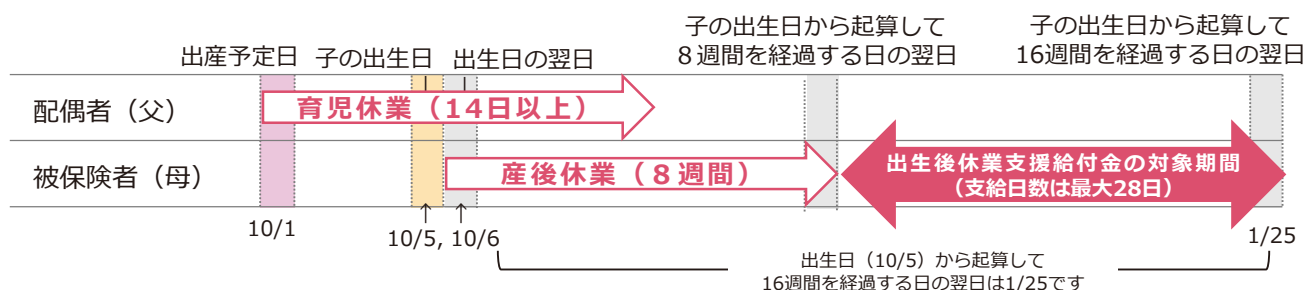 子の出生日から起算して
8週間を経過する日の翌日
子の出生日から起算して
16週間を経過する日の翌日
出産予定日
子の出生日
出生日の翌日
配偶者（父）
育児休業（14日以上）
被保険者（母）
産後休業（８週間）
出生後休業支援給付金の対象期間
（支給日数は最大28日）
10/1
10/5, 10/6
1/25
出生日（10/5）から起算して
16週間を経過する日の翌日は1/25です